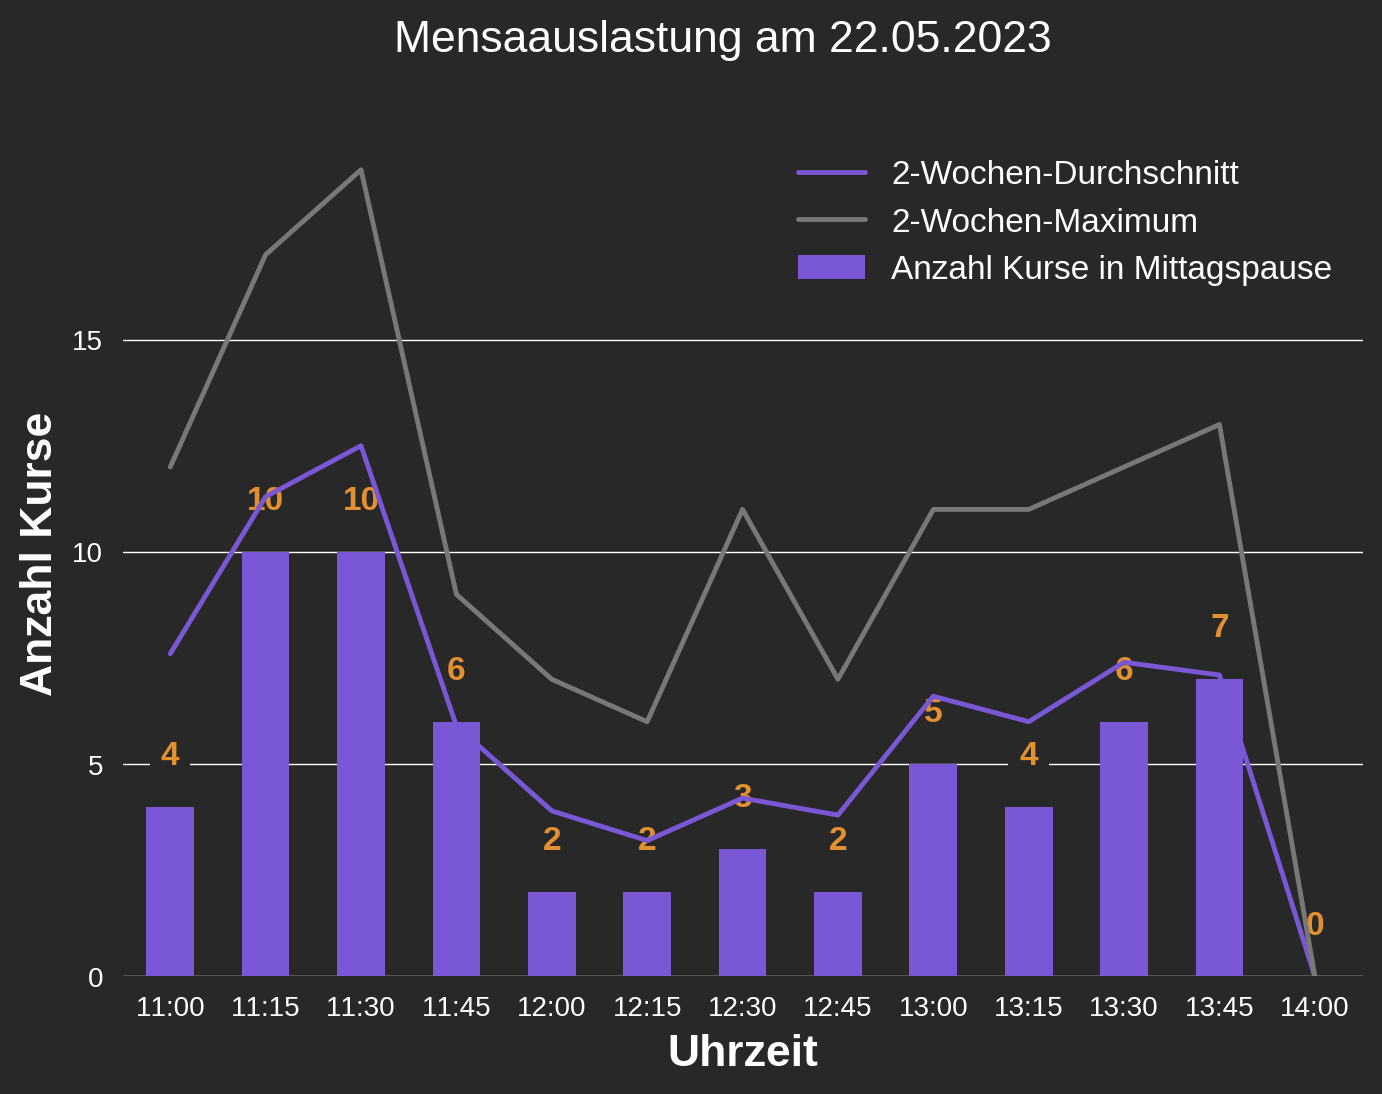 Mensaauslastung am 22.05.2023
2-Wochen-Durchschnitt
2-Wochen-Maximum
Anzahl Kurse in Mittagspause
Anzahl Kurse
15
10
5
0
4
10
10
6
2
2
3
2
5
4
6
7
0
11:00 11:15 11:30 11:45 12:00 12:15 12:30 12:45 13:00 13:15 13:30 13:45 14:00
Uhrzeit